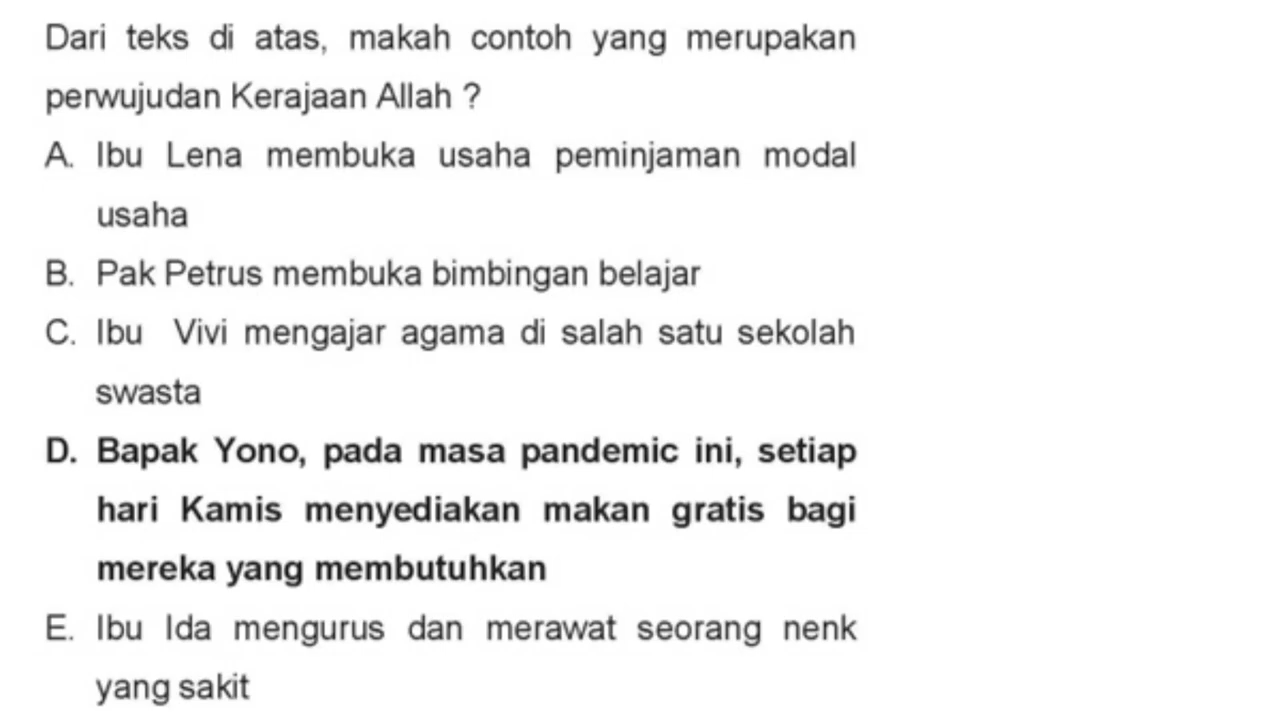 Dari teks di atas, makah contoh yang merupakan
perwujudan Kerajaan Allah ?
A. Ibu Lena membuka usaha peminjaman modal
usaha
B. Pak Petrus membuka bimbingan belajar
C. Ibu Vivi mengajar agama di salah satu sekolah
swasta
D. Bapak Yono, pada masa pandemic ini, setiap
hari Kamis menyediakan makan gratis bagi
mereka yang membutuhkan
E. Ibu Ida mengurus dan merawat seorang nenk
yang sakit